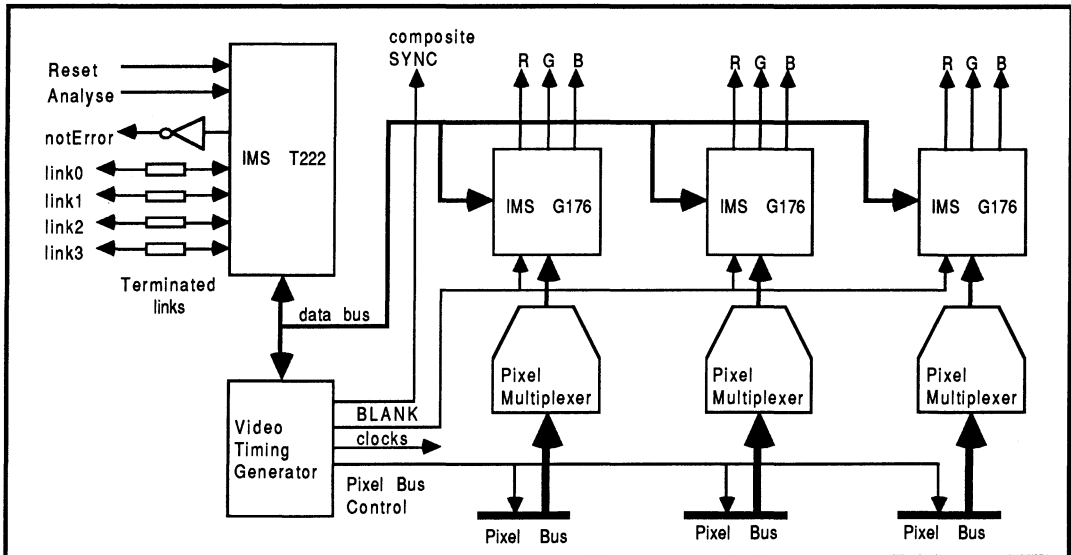 composite
SYNC
Reset
Analyse
notError
link0
link1
link2
link3
Terminated
links
IMS T222
R G B
R G B
R G B
IMS G176
IMS G176
IMS G176
data bus
Pixel
Multiplexer
Pixel
Multiplexer
Pixel
Multiplexer
Video
Timing
Generator
BLANK
clocks
Pixel Bus
Control
Pixel Bus
Pixel Bus
Pixel Bus